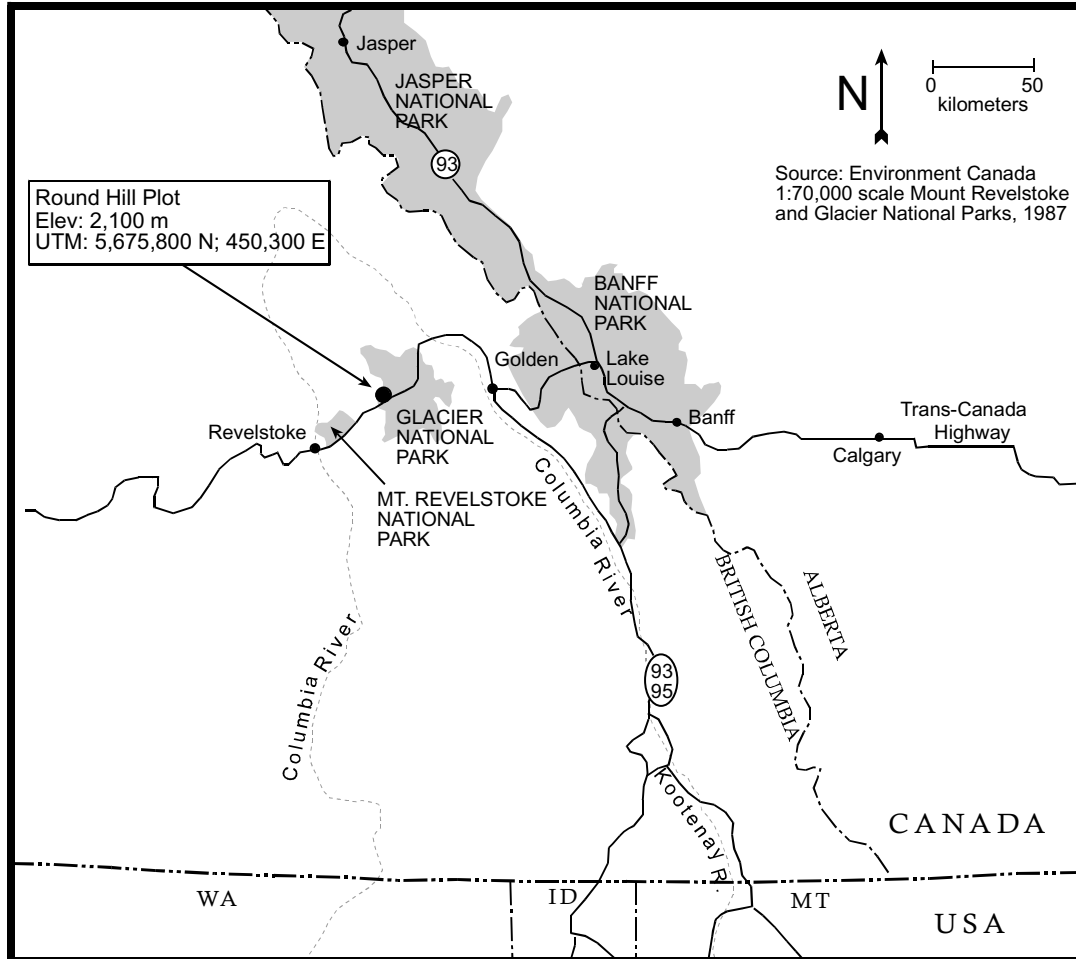 Jasper
JASPER
NATIONAL
PARK
93
N
0
50
kilometers
Source: Environment Canada
1:70,000 scale Mount Revelstoke
and Glacier National Parks, 1987
Round Hill Plot
Elev: 2,100 m
UTM: 5,675,800 N; 450,300 E
BANFF
NATIONAL
PARK
Golden
Lake
Louise
Banff
Trans-Canada
Highway
Calgary
GLACIER
NATIONAL
PARK
Revelstoke
MT. REVELSTOKE
NATIONAL
PARK
Columbia River
Columbia River
BRITISH COLUMBIA
ALBERTA
93
95
Kootenay R.
CANADA
WA
ID
MT
USA